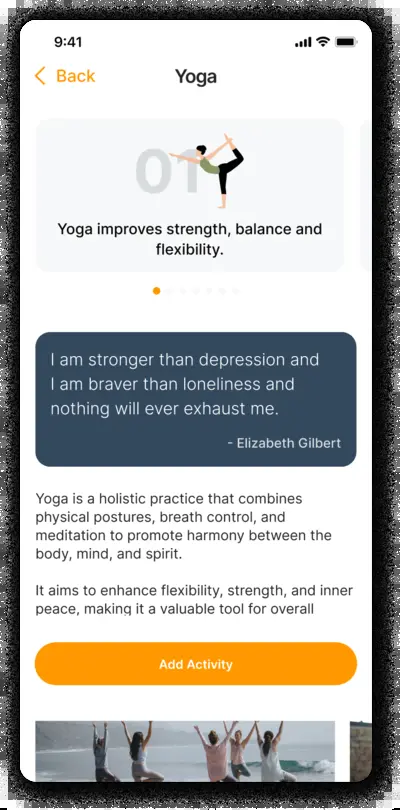 9:41
Back
Yoga
01
Yoga improves strength, balance and
flexibility.
I am stronger than depression and
I am braver than loneliness and
nothing will ever exhaust me.
- Elizabeth Gilbert
Yoga is a holistic practice that combines
physical postures, breath control, and
meditation to promote harmony between the
body, mind, and spirit.
It aims to enhance flexibility, strength, and inner
peace, making it a valuable tool for overall
Add Activity